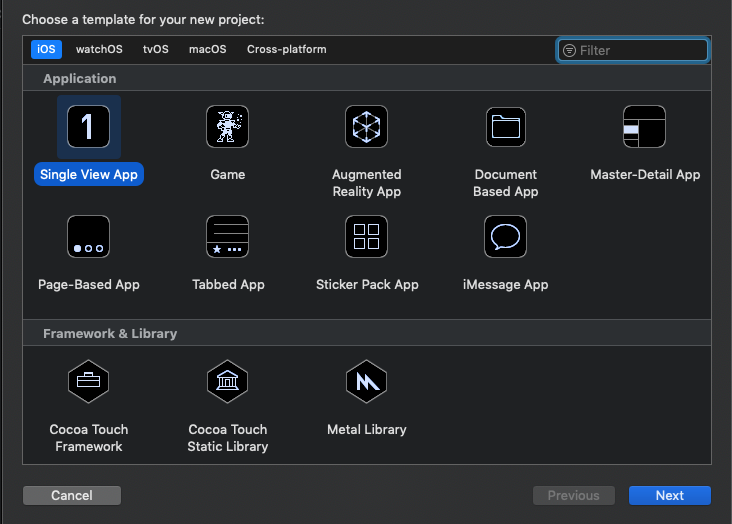 Choose a template for your new project:
iOS watchOS tvOS macOS Cross-platform Filter
Application
1
Single View App Game Augmented Reality App Document Based App Master-Detail App
Page-Based App Tabbed App Sticker Pack App iMessage App
Framework & Library
Cocoa Touch Framework Cocoa Touch Static Library Metal Library
Cancel Previous Next